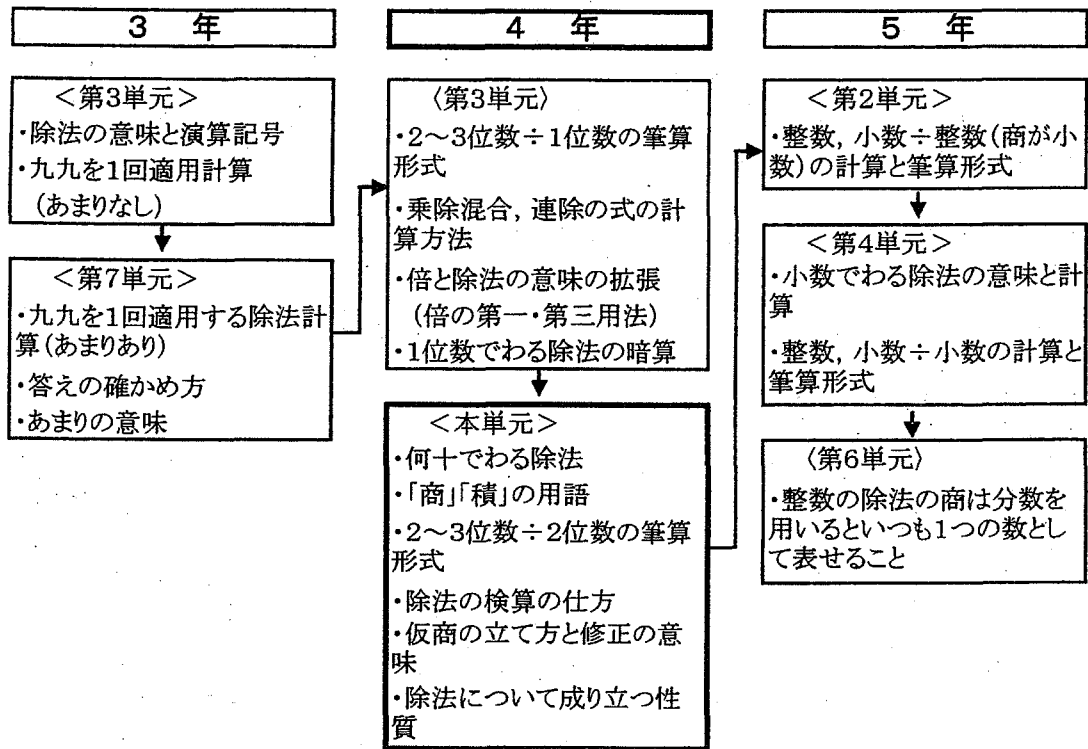 3 年
<第3単元>
・除法の意味と演算記号
・九九を1回適用計算
(あまりなし)
<第7単元>
・九九を1回適用する除法計
算(あまりあり)
・答えの確かめ方
・あまりの意味
4 年
〈第3単元〉
・2～3位数÷1位数の筆算
形式
・乗除混合, 連除の式の計
算方法
・倍と除法の意味の拡張
(倍の第一・第三用法)
・1位数でわる除法の暗算
<本単元>
・何十でわる除法
・「商」「積」の用語
・2～3位数÷2位数の筆算
形式
・除法の検算の仕方
・仮商の立て方と修正の意
味
・除法について成り立つ性
質
5 年
<第2単元>
・整数, 小数÷整数(商が小
数)の計算と筆算形式
<第4単元>
・小数でわる除法の意味と計
算
・整数, 小数÷小数の計算と
筆算形式
〈第6単元〉
・整数の除法の商は分数を
用いるといつも1つの数とし
て表せること